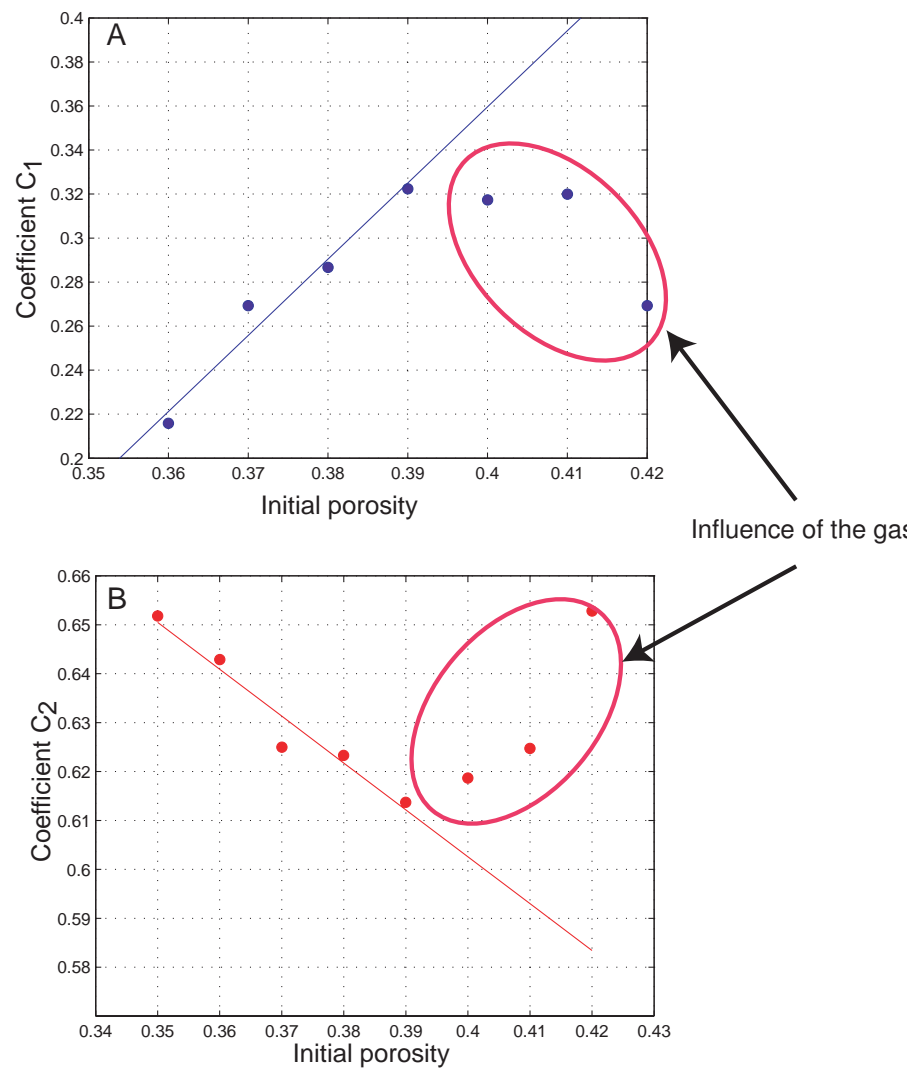 A
0.4
0.38
0.36
0.34
0.32
0.3
0.28
0.26
0.24
0.22
0.2
Coefficient C1
0.35 0.36 0.37 0.38 0.39 0.4 0.41 0.42
Initial porosity
Influence of the gas
B
0.66
0.65
0.64
0.63
0.62
0.61
0.6
0.59
0.58
Coefficient C2
0.34 0.35 0.36 0.37 0.38 0.39 0.4 0.41 0.42 0.43
Initial porosity